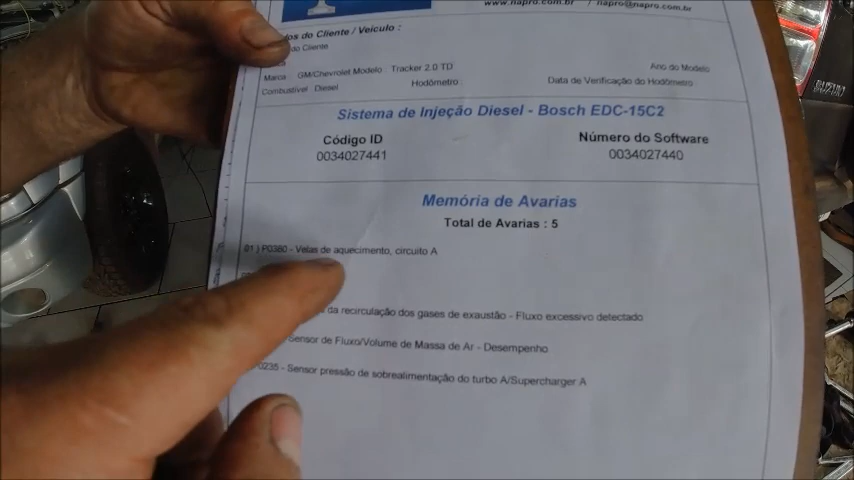 www.napro.com.br / napro@napro.com.br
dos do Cliente / Veículo :
do Cliente
Marca : GM/Chevrolet Modelo : Tracker 2.0 TD Ano do Modelo
Combustível Diesel Hodômetro Data de Verificação do Hodômetro
Sistema de Injeção Diesel - Bosch EDC-15C2
Código ID Número do Software
0034027441 0034027440
Memória de Avarias
Total de Avarias : 5
01 ) P0380 - Velas de aquecimento, circuito A
da recirculação dos gases de exaustão - Fluxo excessivo detectado
Sensor de Fluxo/Volume de Massa de Ar - Desempenho
0235 - Sensor pressão de sobrealimentação do turbo A/Supercharger A